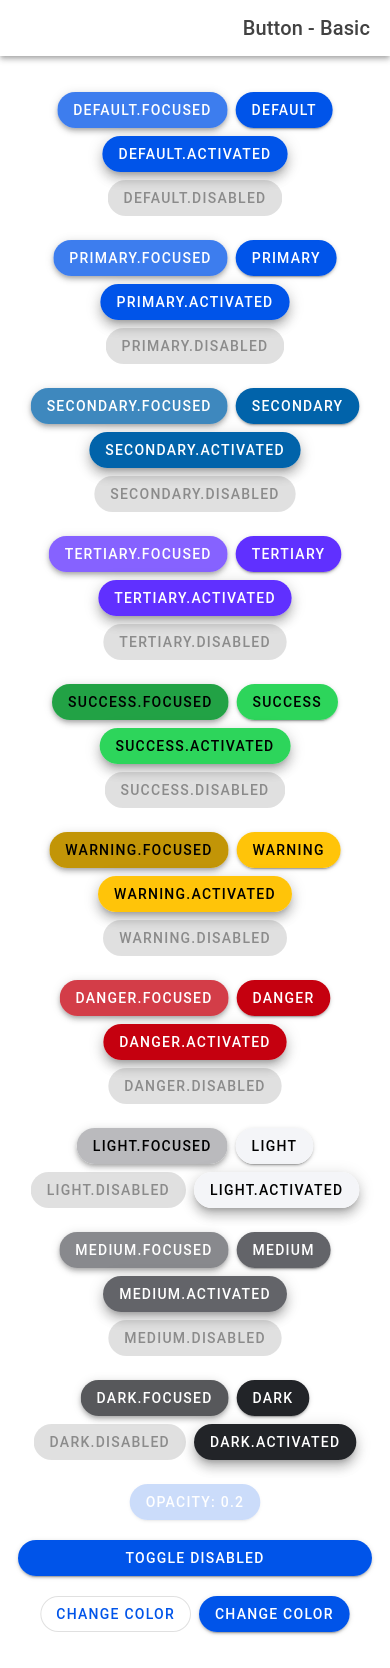 Button - Basic
DEFAULT.FOCUSED DEFAULT
DEFAULT.ACTIVATED
DEFAULT.DISABLED
PRIMARY.FOCUSED PRIMARY
PRIMARY.ACTIVATED
PRIMARY.DISABLED
SECONDARY.FOCUSED SECONDARY
SECONDARY.ACTIVATED
SECONDARY.DISABLED
TERTIARY.FOCUSED TERTIARY
TERTIARY.ACTIVATED
TERTIARY.DISABLED
SUCCESS.FOCUSED SUCCESS
SUCCESS.ACTIVATED
SUCCESS.DISABLED
WARNING.FOCUSED WARNING
WARNING.ACTIVATED
WARNING.DISABLED
DANGER.FOCUSED DANGER
DANGER.ACTIVATED
DANGER.DISABLED
LIGHT.FOCUSED LIGHT
LIGHT.DISABLED LIGHT.ACTIVATED
MEDIUM.FOCUSED MEDIUM
MEDIUM.ACTIVATED
MEDIUM.DISABLED
DARK.FOCUSED DARK
DARK.DISABLED DARK.ACTIVATED
OPACITY: 0.2
TOGGLE DISABLED
CHANGE COLOR CHANGE COLOR